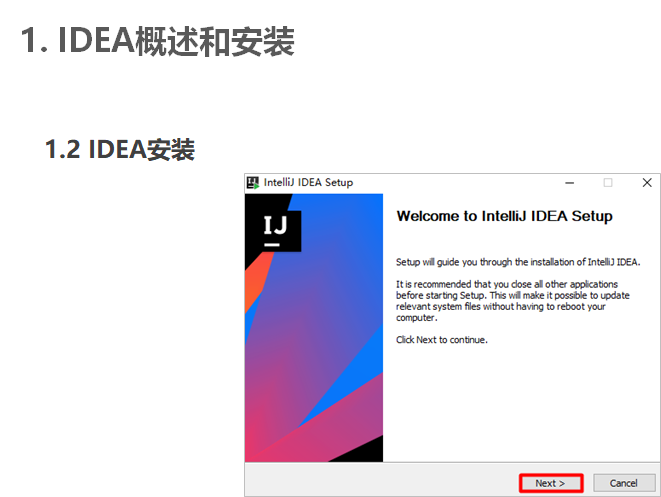 1. IDEA概述和安装
1.2 IDEA安装
IntelliJ IDEA Setup
IJ
Welcome to IntelliJ IDEA Setup
Setup will guide you through the installation of IntelliJ IDEA.
It is recommended that you close all other applications
before starting Setup. This will make it possible to update
relevant system files without having to reboot your
computer.
Click Next to continue.
Next >
Cancel